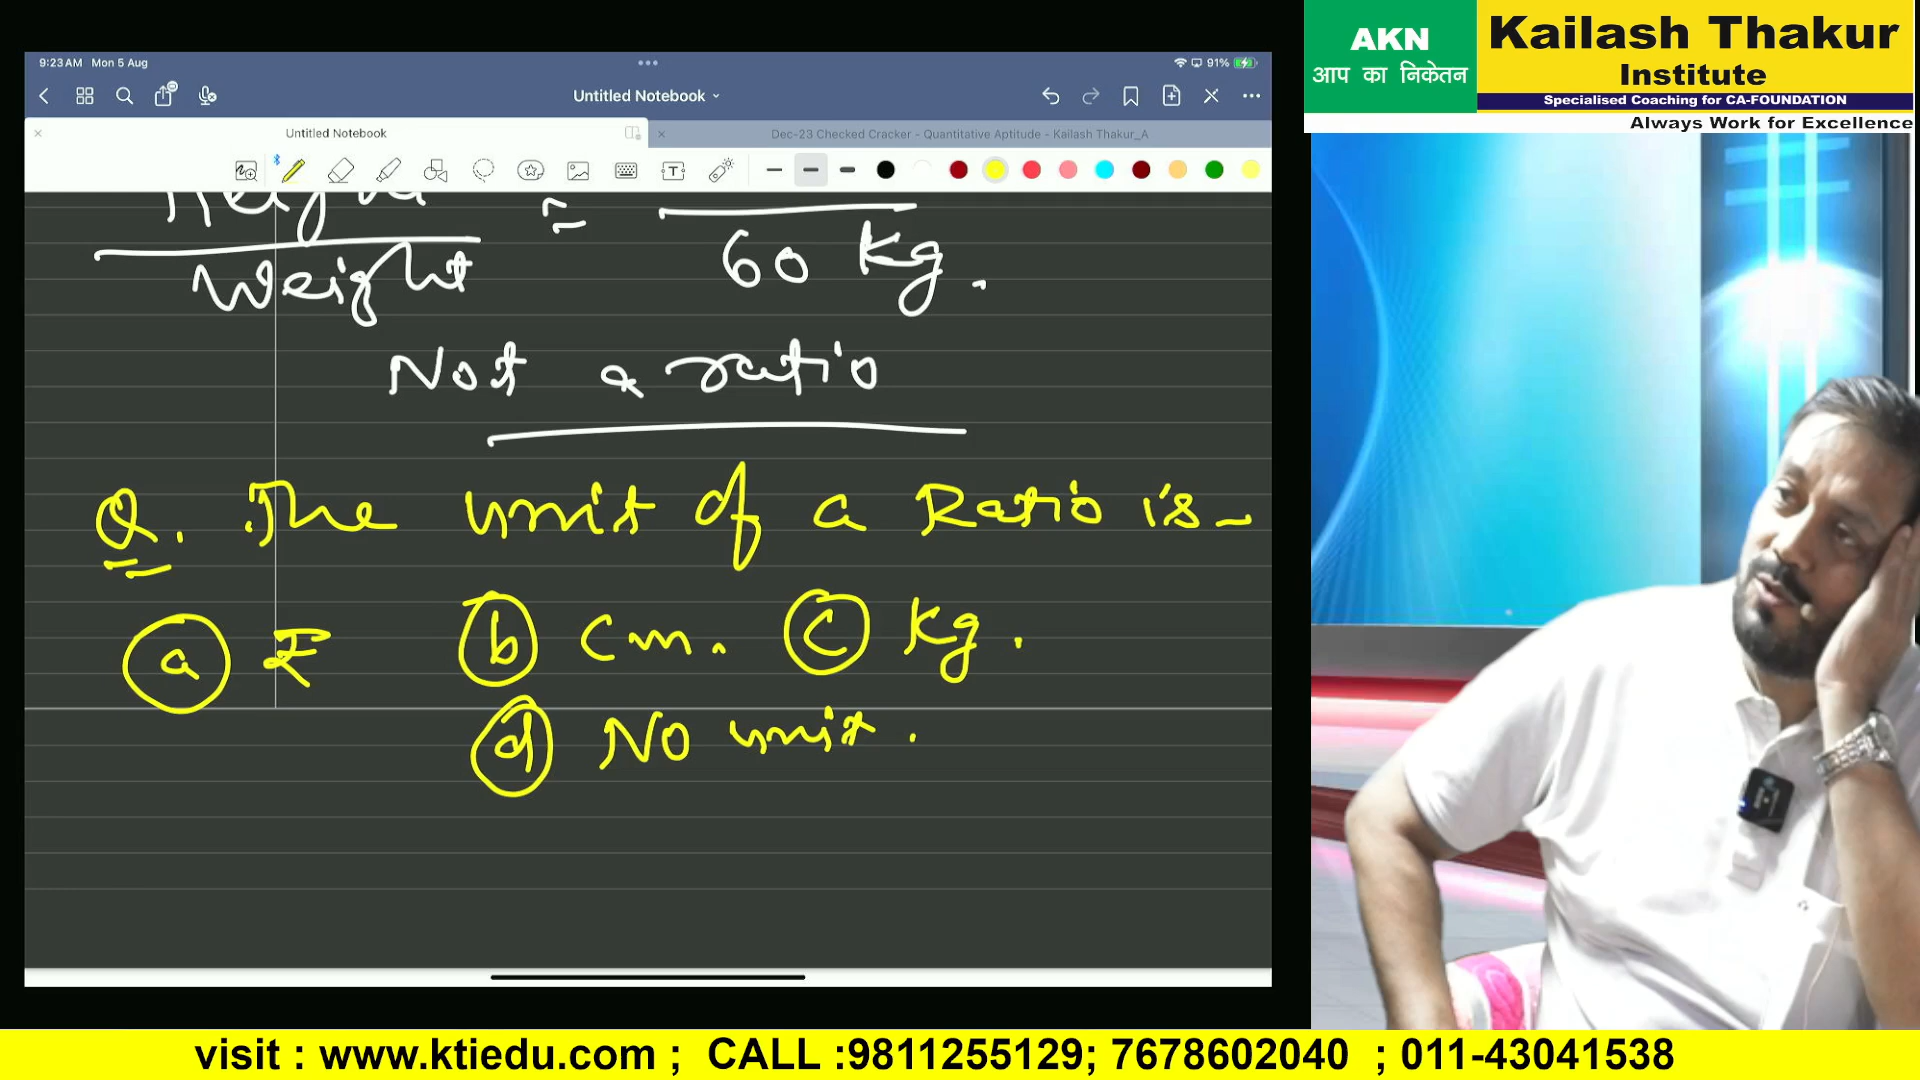 AKN
आप का निकेतन
Kailash Thakur
Institute
Specialised Coaching for CA-FOUNDATION
Always Work for Excellence
9:23 AM Mon 5 Aug
91%
Untitled Notebook
Untitled Notebook
Dec-23 Checked Cracker - Quantitative Aptitude - Kailash Thakur_A
Height =
Weight 60 kg.
Not a ratio
Q. The unit of a Ratio is -
(a) ₹ (b) Cm. (c) Kg.
(d) No unit.
visit : www.ktiedu.com ; CALL :9811255129; 7678602040 ; 011-43041538